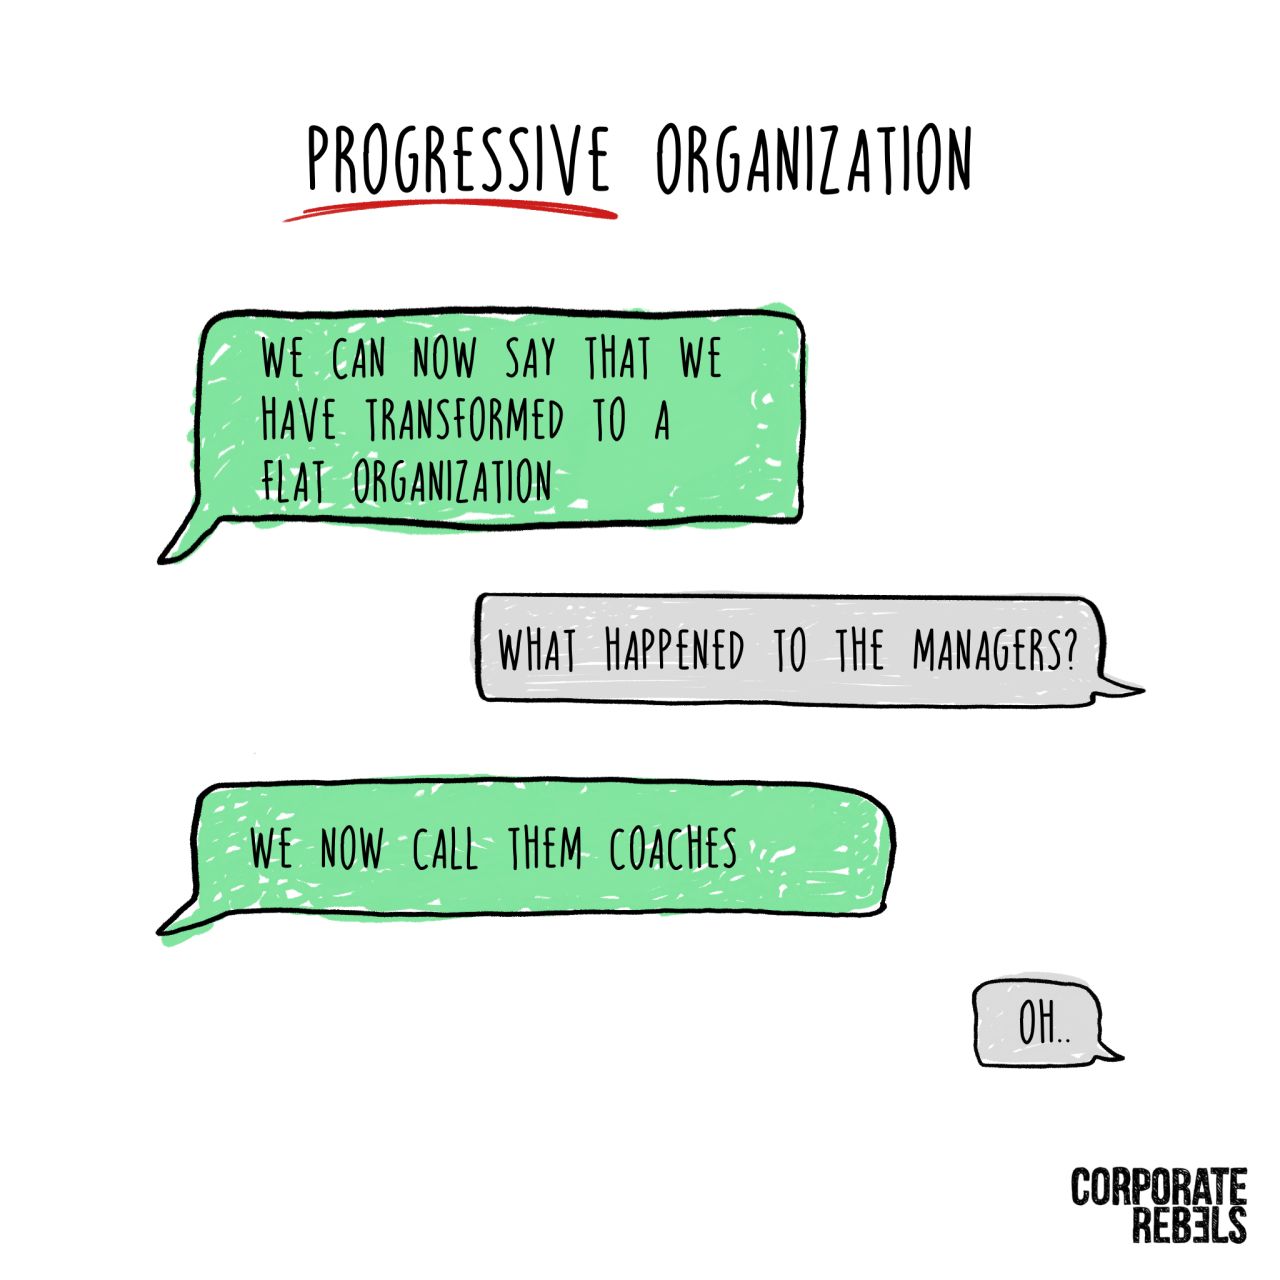 PROGRESSIVE ORGANIZATION
WE CAN NOW SAY THAT WE
HAVE TRANSFORMED TO A
FLAT ORGANIZATION
WHAT HAPPENED TO THE MANAGERS?
WE NOW CALL THEM COACHES
OH..
CORPORATE
REBELS